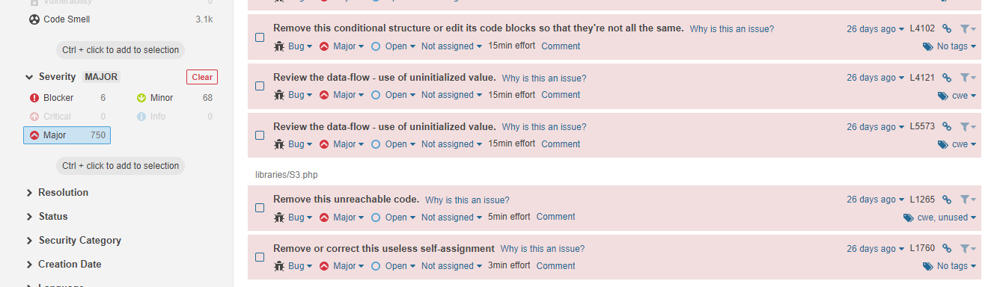 Vulnerability 0
Code Smell 3.1k
Ctrl + click to add to selection
Severity MAJOR Clear
Blocker 6 Minor 68
Critical 0 Info 0
Major 750
Ctrl + click to add to selection
Resolution
Status
Security Category
Creation Date
Language
Bug Major Open Not assigned
Remove this conditional structure or edit its code blocks so that they're not all the same. Why is this an issue? 26 days ago L4102
Bug Major Open Not assigned 15min effort Comment No tags
Review the data-flow - use of uninitialized value. Why is this an issue? 26 days ago L4121
Bug Major Open Not assigned 15min effort Comment cwe
Review the data-flow - use of uninitialized value. Why is this an issue? 26 days ago L5573
Bug Major Open Not assigned 15min effort Comment cwe
libraries/S3.php
Remove this unreachable code. Why is this an issue? 26 days ago L1265
Bug Major Open Not assigned 5min effort Comment cwe, unused
Remove or correct this useless self-assignment Why is this an issue? 26 days ago L1760
Bug Major Open Not assigned 3min effort Comment No tags